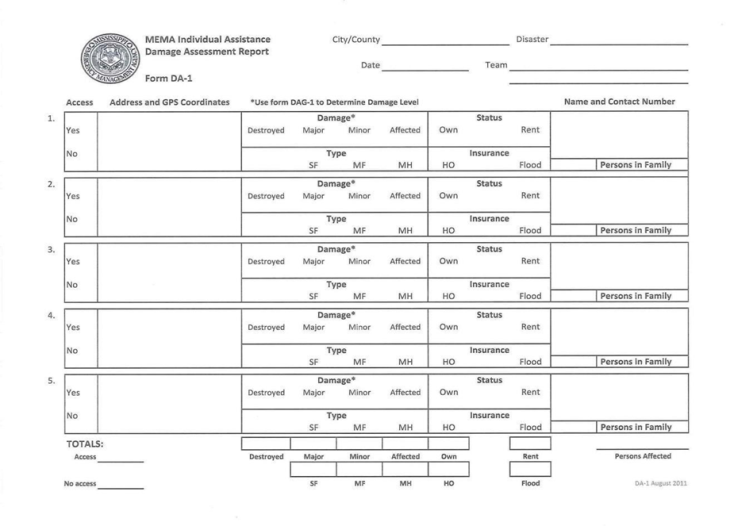 MEMA Individual Assistance City/County Disaster
Damage Assessment Report
Date Team
Form DA-1
Access Address and GPS Coordinates *Use form DAG-1 to Determine Damage Level Name and Contact Number
1. Damage* Status
Yes Destroyed Major Minor Affected Own Rent
No Type Insurance
SF MF MH HO Flood Persons in Family
2. Damage* Status
Yes Destroyed Major Minor Affected Own Rent
No Type Insurance
SF MF MH HO Flood Persons in Family
3. Damage* Status
Yes Destroyed Major Minor Affected Own Rent
No Type Insurance
SF MF MH HO Flood Persons in Family
4. Damage* Status
Yes Destroyed Major Minor Affected Own Rent
No Type Insurance
SF MF MH HO Flood Persons in Family
5. Damage* Status
Yes Destroyed Major Minor Affected Own Rent
No Type Insurance
SF MF MH HO Flood Persons in Family
TOTALS:
Access Destroyed Major Minor Affected Own Rent Persons Affected
No access SF MF MH HO Flood DA-1 August 2011